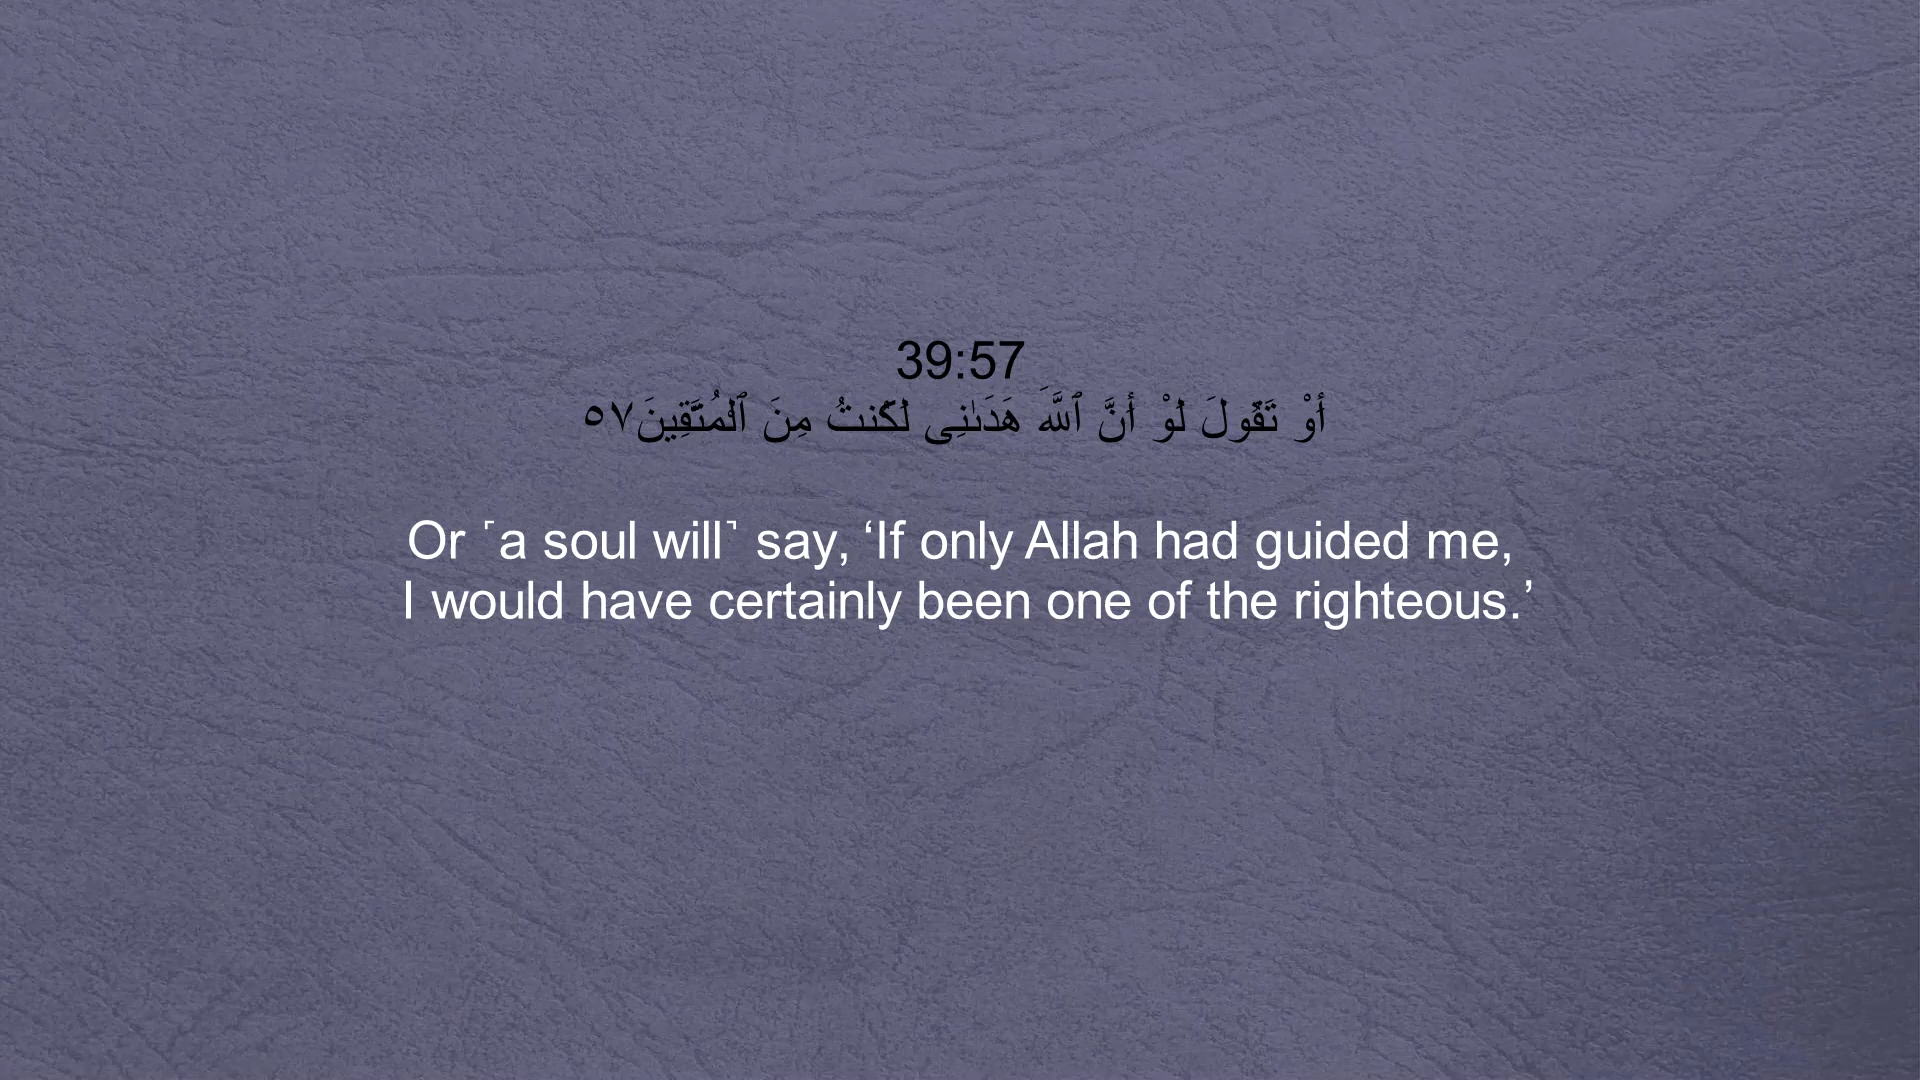 39:57
أَوْ تَقُولَ لَوْ أَنَّ ٱللَّهَ هَدَىٰنِى لَكُنتُ مِنَ ٱلْمُتَّقِينَ٥٧
Or ˹a soul will˺ say, ‘If only Allah had guided me,
I would have certainly been one of the righteous.’